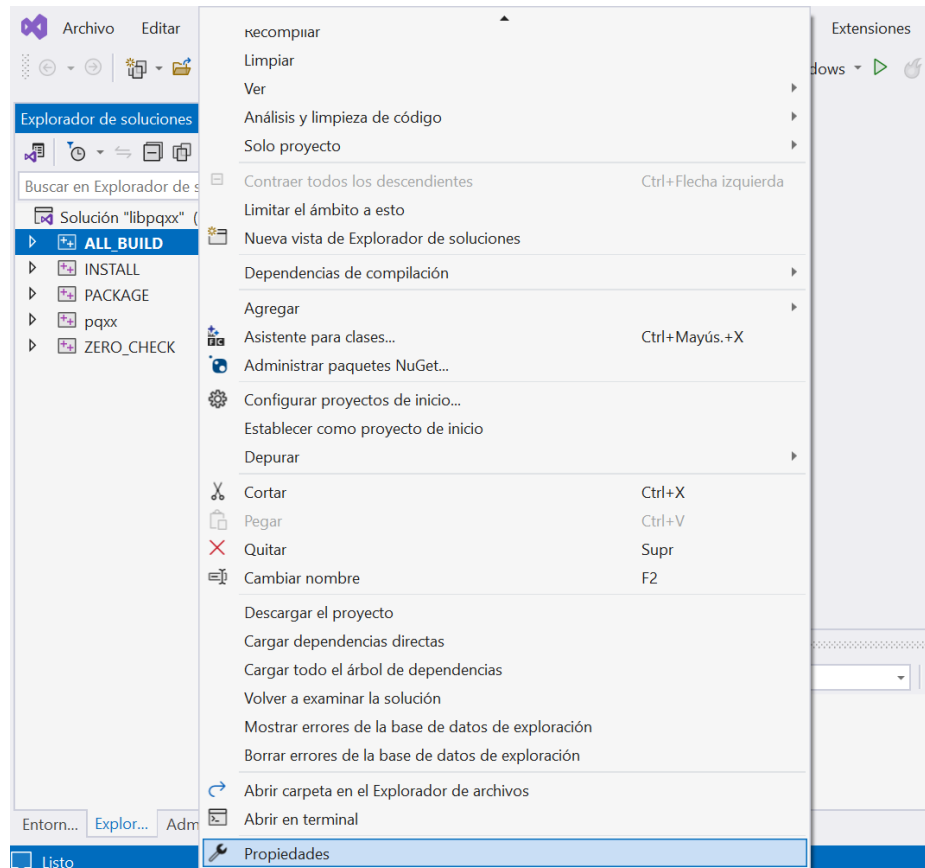 Archivo Editar
Extensiones
dows
Explorador de soluciones
Buscar en Explorador de s
Solución "libpqxx" (
ALL_BUILD
INSTALL
PACKAGE
pqxx
ZERO_CHECK
Recompilar
Limpiar
Ver
Análisis y limpieza de código
Solo proyecto
Contraer todos los descendientes Ctrl+Flecha izquierda
Limitar el ámbito a esto
Nueva vista de Explorador de soluciones
Dependencias de compilación
Agregar
Asistente para clases... Ctrl+Mayús.+X
Administrar paquetes NuGet...
Configurar proyectos de inicio...
Establecer como proyecto de inicio
Depurar
Cortar Ctrl+X
Pegar Ctrl+V
Quitar Supr
Cambiar nombre F2
Descargar el proyecto
Cargar dependencias directas
Cargar todo el árbol de dependencias
Volver a examinar la solución
Mostrar errores de la base de datos de exploración
Borrar errores de la base de datos de exploración
Abrir carpeta en el Explorador de archivos
Abrir en terminal
Propiedades
Entorn... Explor... Adm
Listo